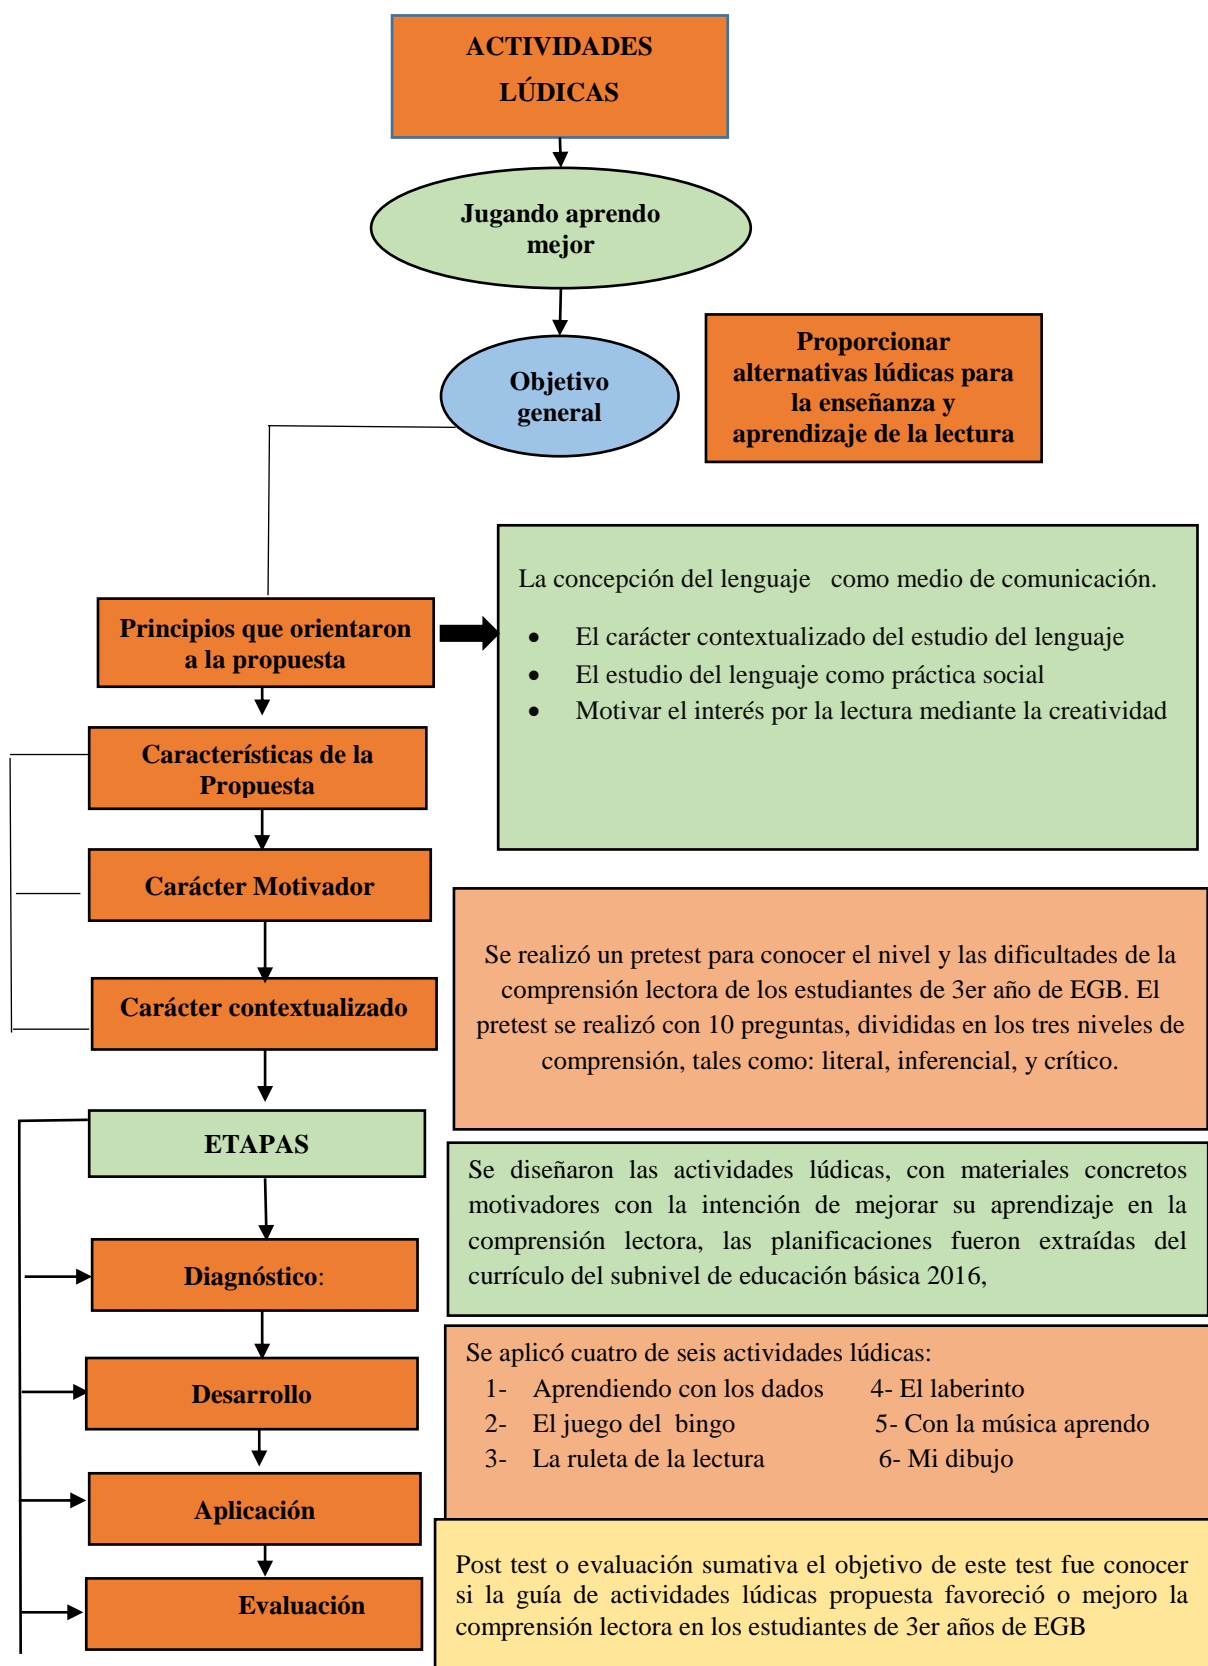 ACTIVIDADES
LÚDICAS
Jugando aprendo
mejor
Objetivo
general
Proporcionar
alternativas lúdicas para
la enseñanza y
aprendizaje de la lectura
Principios que orientaron
a la propuesta
La concepción del lenguaje como medio de comunicación.
• El carácter contextualizado del estudio del lenguaje
• El estudio del lenguaje como práctica social
• Motivar el interés por la lectura mediante la creatividad
Características de la
Propuesta
Carácter Motivador
Carácter contextualizado
Se realizó un pretest para conocer el nivel y las dificultades de la
comprensión lectora de los estudiantes de 3er año de EGB. El
pretest se realizó con 10 preguntas, divididas en los tres niveles de
comprensión, tales como: literal, inferencial, y crítico.
ETAPAS
Se diseñaron las actividades lúdicas, con materiales concretos
motivadores con la intención de mejorar su aprendizaje en la
comprensión lectora, las planificaciones fueron extraídas del
currículo del subnivel de educación básica 2016,
Diagnóstico:
Desarrollo
Se aplicó cuatro de seis actividades lúdicas:
1- Aprendiendo con los dados 4- El laberinto
2- El juego del bingo 5- Con la música aprendo
3- La ruleta de la lectura 6- Mi dibujo
Aplicación
Evaluación
Post test o evaluación sumativa el objetivo de este test fue conocer
si la guía de actividades lúdicas propuesta favoreció o mejoro la
comprensión lectora en los estudiantes de 3er años de EGB